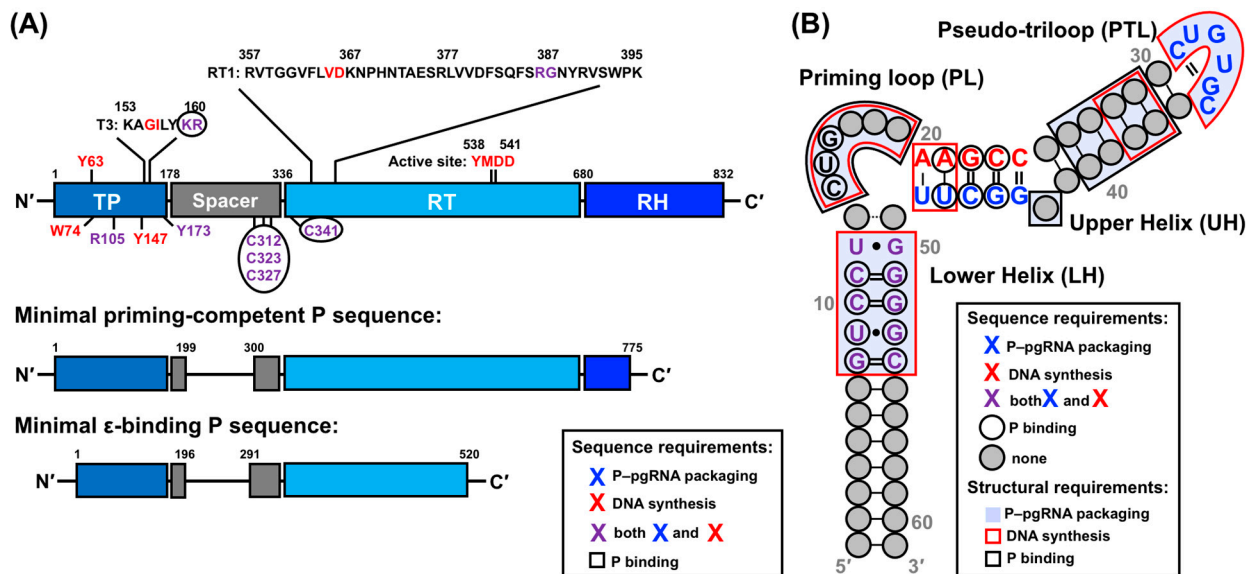 (A)
357 367 377 387 395
RT1: RVTGGVFLVDKNPHNTAESRLVVDFSQFSRGNYRVSWPK
153 160
T3: KAGILYKR
538 541
Active site: YMDD
Y63
1 178 336 680 832
N′ TP Spacer RT RH C′
W74 R105 Y147 Y173
C312
C323
C327
C341
Minimal priming-competent P sequence:
1 199 300 775
N′ C′
Minimal ε-binding P sequence:
1 196 291 520
N′ C′
Sequence requirements:
X P–pgRNA packaging
X DNA synthesis
X both X and X
P binding
(B)
Pseudo-triloop (PTL)
30
C U G U G C
Priming loop (PL)
20
C U G
A A G C C
U U C G G
40
Upper Helix (UH)
U G 50
Lower Helix (LH)
C G
10 C G
U G
G C
60
5′ 3′
Sequence requirements:
X P–pgRNA packaging
X DNA synthesis
X both X and X
P binding
none
Structural requirements:
P–pgRNA packaging
DNA synthesis
P binding